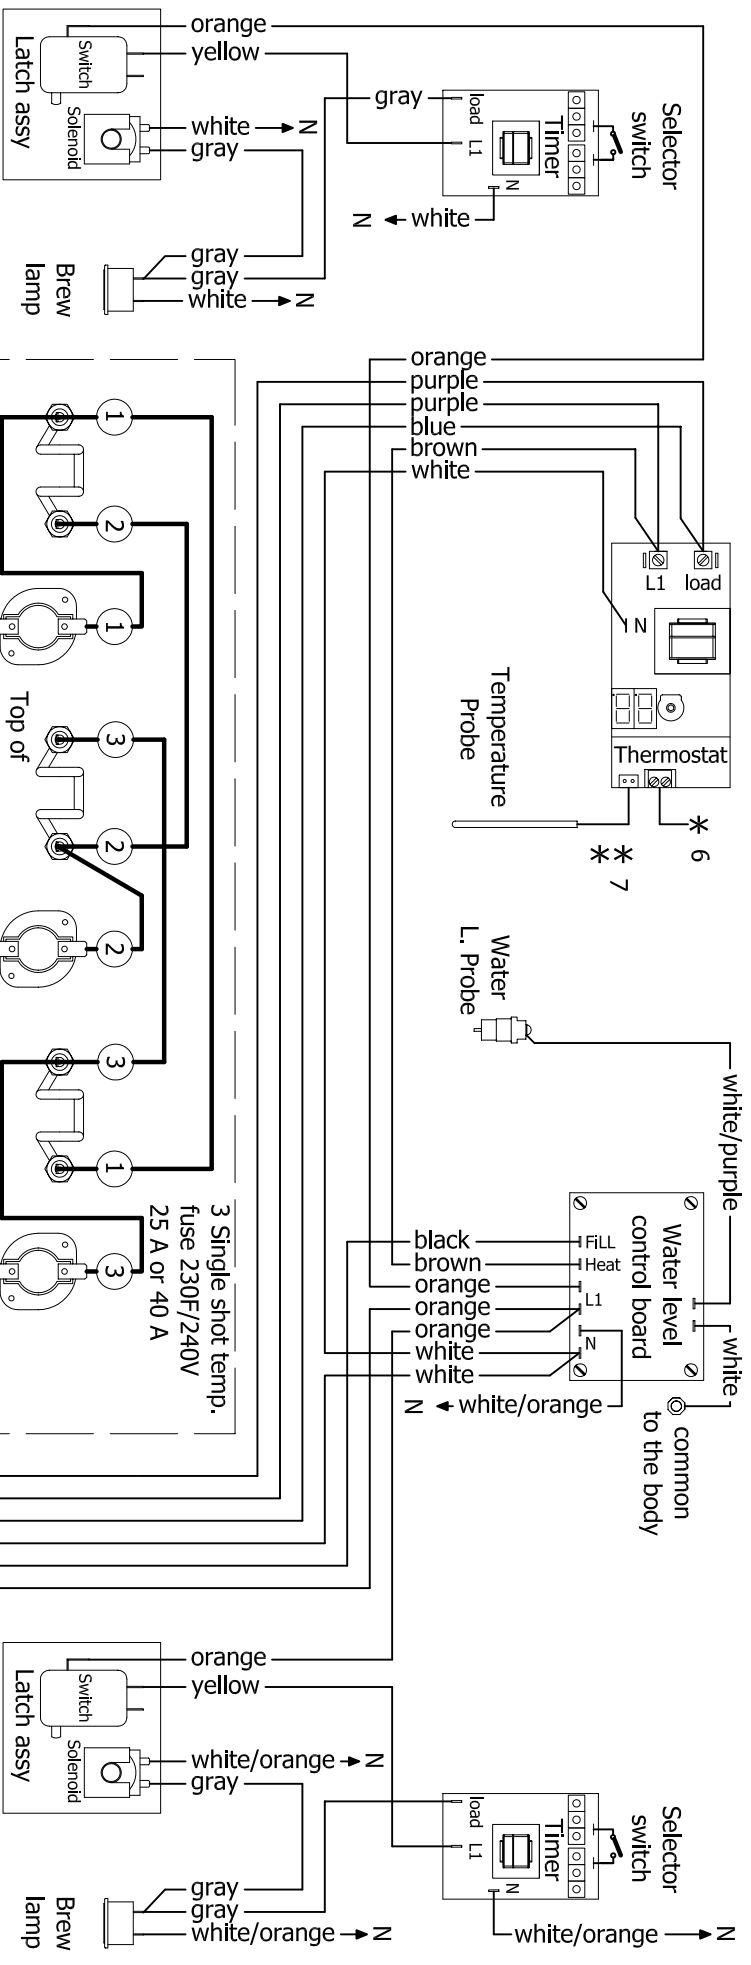 orange
yellow
Switch
Latch assy
Solenoid
white
N
gray
gray
load
L1
N
Timer
Selector
switch
white
N
gray
gray
white
N
Brew
lamp
orange
purple
purple
blue
brown
white
L1
load
N
Thermostat
* 6
** 7
Temperature
Probe
1
2
1
3
2
2
3
1
3
Top of
3 Single shot temp.
fuse 230F/240V
25 A or 40 A
Water
L. Probe
white/purple
white
Water level
control board
FiLL
Heat
L1
N
black
brown
orange
orange
orange
white
white
white/orange
N
common
to the body
orange
yellow
Switch
Latch assy
Solenoid
white/orange
N
gray
load
L1
N
Timer
Selector
switch
white/orange
N
gray
gray
white/orange
N
Brew
lamp